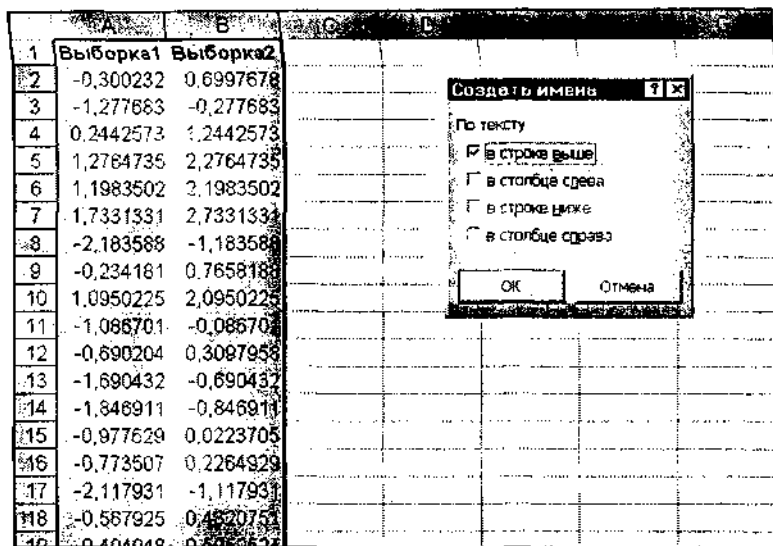 A B C D
1 Выборка1 Выборка2
2 -0,300232 0,6997678
3 -1,277683 -0,277683
4 0,2442573 1,2442573
5 1,2764735 2,2764735
6 1,1983502 2,1983502
7 1,7331331 2,7331331
8 -2,183588 -1,183588
9 -0,234181 0,7658188
10 1,0950225 2,0950225
11 -1,086701 -0,086701
12 -0,690204 0,3097958
13 -1,690432 -0,690432
14 -1,846911 -0,846911
15 -0,977629 0,0223705
16 -0,773507 0,2264929
17 -2,117931 -1,117931
18 -0,567925 0,4320751
Создать имена
По тексту
в строке выше
в столбце слева
в строке ниже
в столбце справа
ОК Отмена